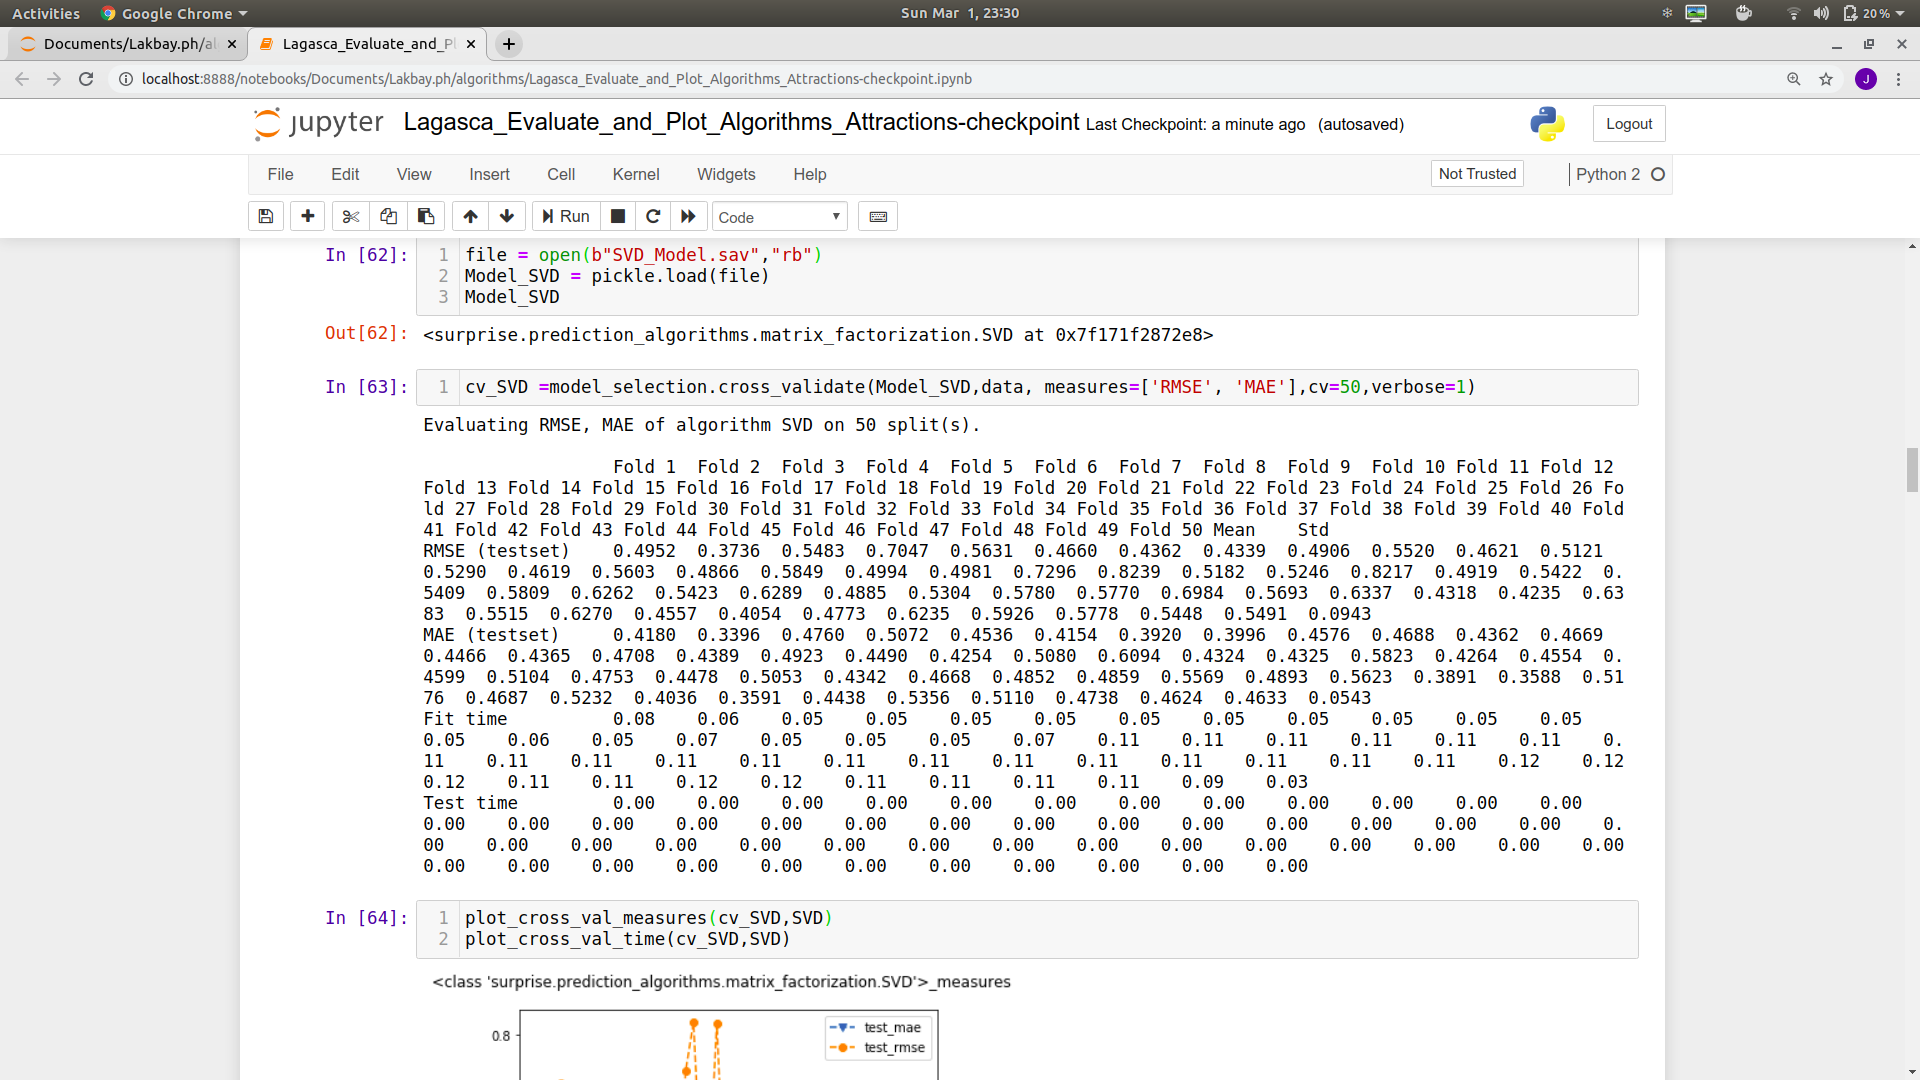 Activities Google Chrome Sun Mar 1, 23:30 20%
Documents/Lakbay.ph/al Lagasca_Evaluate_and_Pl
localhost:8888/notebooks/Documents/Lakbay.ph/algorithms/Lagasca_Evaluate_and_Plot_Algorithms_Attractions-checkpoint.ipynb J
jupyter Lagasca_Evaluate_and_Plot_Algorithms_Attractions-checkpoint Last Checkpoint: a minute ago (autosaved) Logout
File Edit View Insert Cell Kernel Widgets Help Not Trusted Python 2
Run Code
In [62]: 1 file = open(b"SVD_Model.sav","rb")
2 Model_SVD = pickle.load(file)
3 Model_SVD
Out[62]: <surprise.prediction_algorithms.matrix_factorization.SVD at 0x7f171f2872e8>
In [63]: 1 cv_SVD =model_selection.cross_validate(Model_SVD,data, measures=['RMSE', 'MAE'],cv=50,verbose=1)
Evaluating RMSE, MAE of algorithm SVD on 50 split(s).
Fold 1 Fold 2 Fold 3 Fold 4 Fold 5 Fold 6 Fold 7 Fold 8 Fold 9 Fold 10 Fold 11 Fold 12
Fold 13 Fold 14 Fold 15 Fold 16 Fold 17 Fold 18 Fold 19 Fold 20 Fold 21 Fold 22 Fold 23 Fold 24 Fold 25 Fold 26 Fo
ld 27 Fold 28 Fold 29 Fold 30 Fold 31 Fold 32 Fold 33 Fold 34 Fold 35 Fold 36 Fold 37 Fold 38 Fold 39 Fold 40 Fold
41 Fold 42 Fold 43 Fold 44 Fold 45 Fold 46 Fold 47 Fold 48 Fold 49 Fold 50 Mean Std
RMSE (testset) 0.4952 0.3736 0.5483 0.7047 0.5631 0.4660 0.4362 0.4339 0.4906 0.5520 0.4621 0.5121
0.5290 0.4619 0.5603 0.4866 0.5849 0.4994 0.4981 0.7296 0.8239 0.5182 0.5246 0.8217 0.4919 0.5422 0.
5409 0.5809 0.6262 0.5423 0.6289 0.4885 0.5304 0.5780 0.5770 0.6984 0.5693 0.6337 0.4318 0.4235 0.63
83 0.5515 0.6270 0.4557 0.4054 0.4773 0.6235 0.5926 0.5778 0.5448 0.5491 0.0943
MAE (testset) 0.4180 0.3396 0.4760 0.5072 0.4536 0.4154 0.3920 0.3996 0.4576 0.4688 0.4362 0.4669
0.4466 0.4365 0.4708 0.4389 0.4923 0.4490 0.4254 0.5080 0.6094 0.4324 0.4325 0.5823 0.4264 0.4554 0.
4599 0.5104 0.4753 0.4478 0.5053 0.4342 0.4668 0.4852 0.4859 0.5569 0.4893 0.5623 0.3891 0.3588 0.51
76 0.4687 0.5232 0.4036 0.3591 0.4438 0.5356 0.5110 0.4738 0.4624 0.4633 0.0543
Fit time 0.08 0.06 0.05 0.05 0.05 0.05 0.05 0.05 0.05 0.05 0.05 0.05
0.05 0.06 0.05 0.07 0.05 0.05 0.05 0.07 0.11 0.11 0.11 0.11 0.11 0.11 0.
11 0.11 0.11 0.11 0.11 0.11 0.11 0.11 0.11 0.11 0.11 0.11 0.11 0.12 0.12
0.12 0.11 0.11 0.12 0.12 0.11 0.11 0.11 0.11 0.09 0.03
Test time 0.00 0.00 0.00 0.00 0.00 0.00 0.00 0.00 0.00 0.00 0.00 0.00
0.00 0.00 0.00 0.00 0.00 0.00 0.00 0.00 0.00 0.00 0.00 0.00 0.00 0.00 0.
00 0.00 0.00 0.00 0.00 0.00 0.00 0.00 0.00 0.00 0.00 0.00 0.00 0.00 0.00
0.00 0.00 0.00 0.00 0.00 0.00 0.00 0.00 0.00 0.00 0.00
In [64]: 1 plot_cross_val_measures(cv_SVD,SVD)
2 plot_cross_val_time(cv_SVD,SVD)
<class 'surprise.prediction_algorithms.matrix_factorization.SVD'>_measures
test_mae
0.8
test_rmse